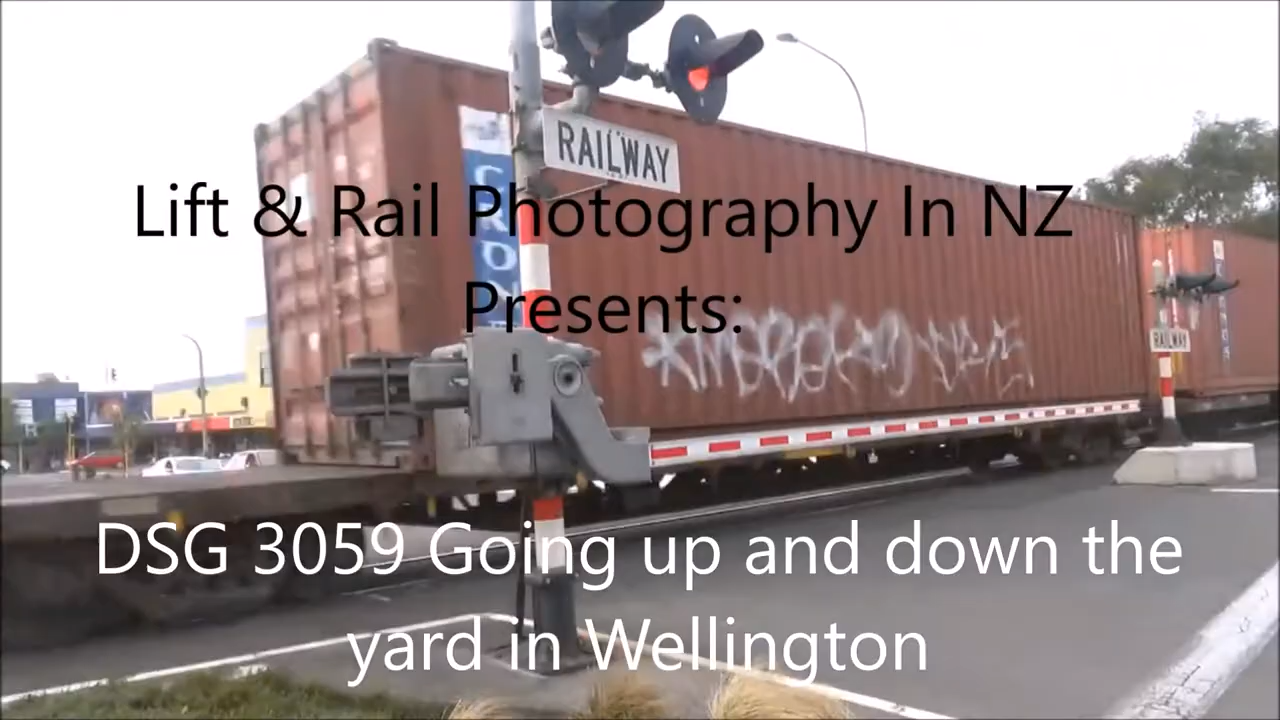 RAILWAY
Lift & Rail Photography In NZ
Presents:
RAILWAY
DSG 3059 Going up and down the
yard in Wellington